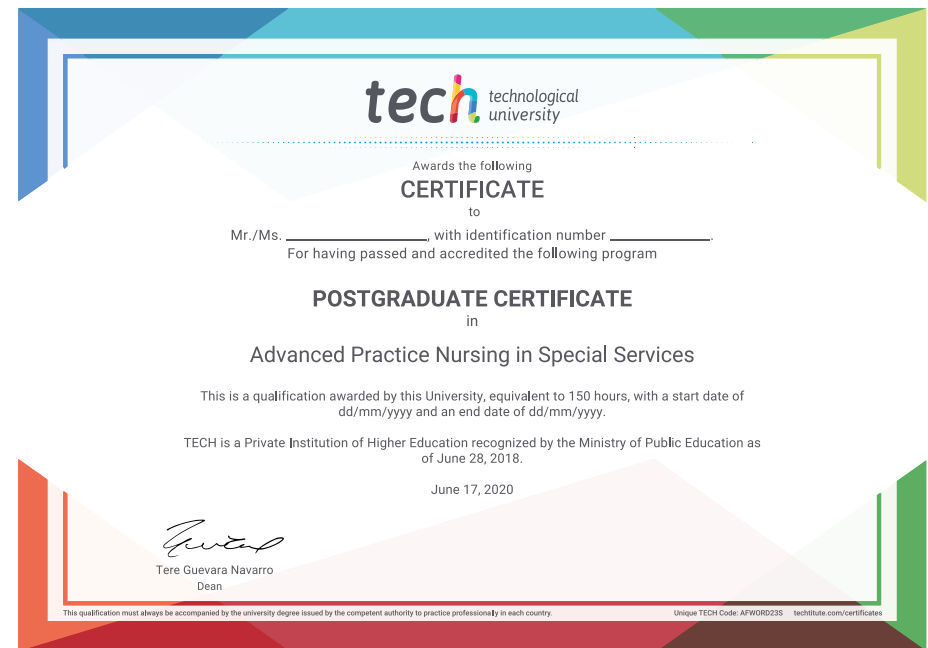 tech technological
university
Awards the following
CERTIFICATE
to
Mr./Ms. ____________________, with identification number ______________.
For having passed and accredited the following program
POSTGRADUATE CERTIFICATE
in
Advanced Practice Nursing in Special Services
This is a qualification awarded by this University, equivalent to 150 hours, with a start date of
dd/mm/yyyy and an end date of dd/mm/yyyy.
TECH is a Private Institution of Higher Education recognized by the Ministry of Public Education as
of June 28, 2018.
June 17, 2020
Tere Guevara Navarro
Dean
This qualification must always be accompanied by the university degree issued by the competent authority to practice professionally in each country. Unique TECH Code: AFWORD23S techtitute.com/certificates